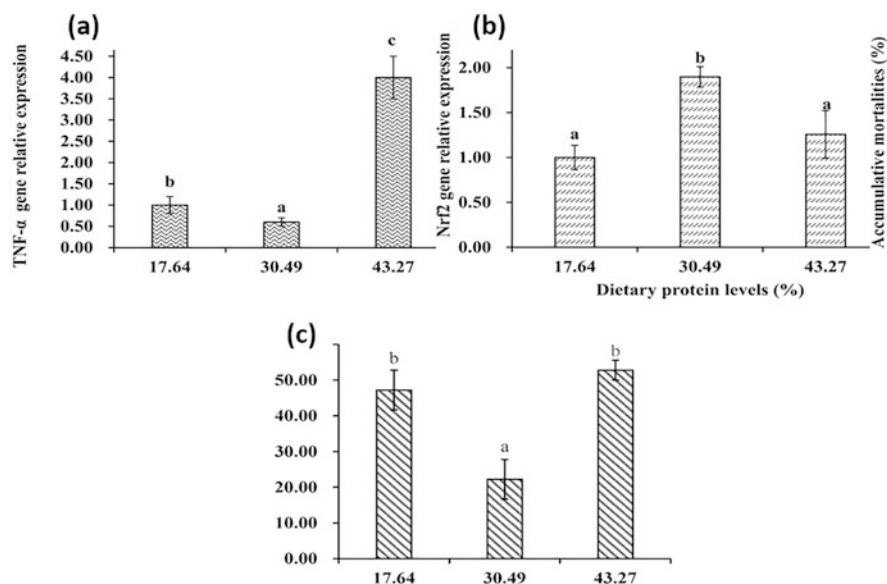 (a)
TNF-α gene relative expression
4.50
4.00
3.50
3.00
2.50
2.00
1.50
1.00
0.50
0.00
b
a
c
17.64
30.49
43.27
(b)
Nrf2 gene relative expression
2.00
1.50
1.00
0.50
0.00
a
b
a
17.64
30.49
43.27
Dietary protein levels (%)
Accumulative mortalities (%)
(c)
50.00
40.00
30.00
20.00
10.00
0.00
b
a
b
17.64
30.49
43.27